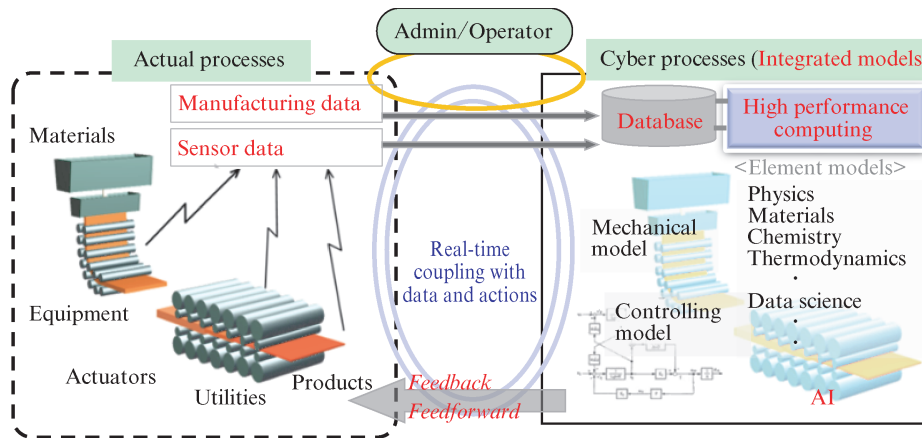 Admin/Operator
Actual processes
Manufacturing data
Sensor data
Materials
Equipment
Actuators
Utilities
Products
Real-time
coupling with
data and actions
Feedback
Feedforward
Cyber processes (Integrated models
Database
High performance
computing
<Element models>
Physics
Materials
Chemistry
Thermodynamics
·
Data science
·
·
Mechanical
model
Controlling
model
AI